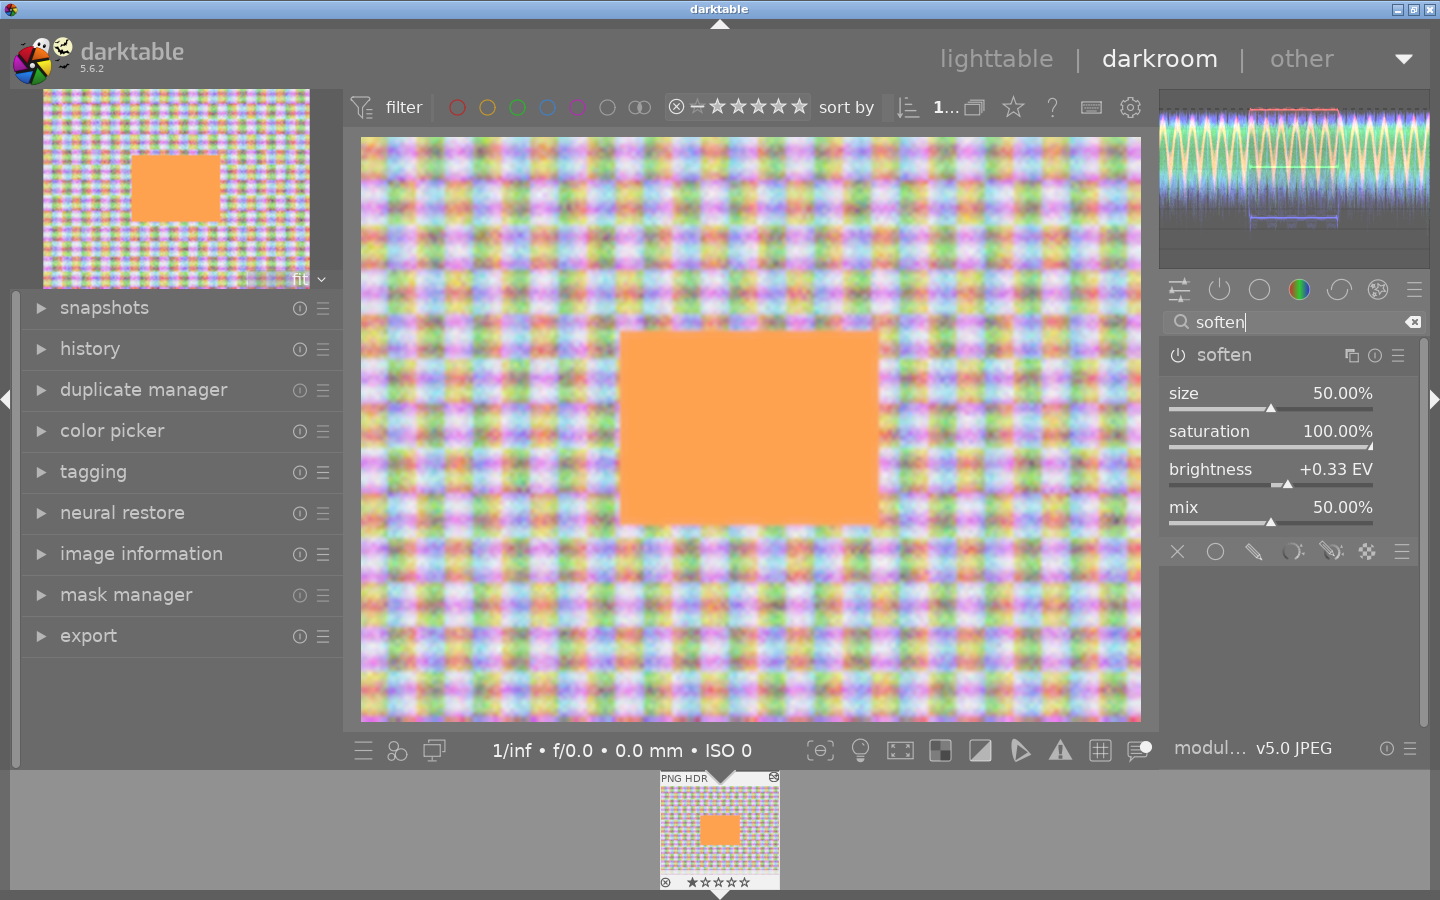 darktable
darktable
5.6.2
lighttable | darkroom | other
filter
sort by
1...
fit
snapshots
history
duplicate manager
color picker
tagging
neural restore
image information
mask manager
export
soften
soften
size 50.00%
saturation 100.00%
brightness +0.33 EV
mix 50.00%
1/inf • f/0.0 • 0.0 mm • ISO 0
modul... v5.0 JPEG
PNG HDR